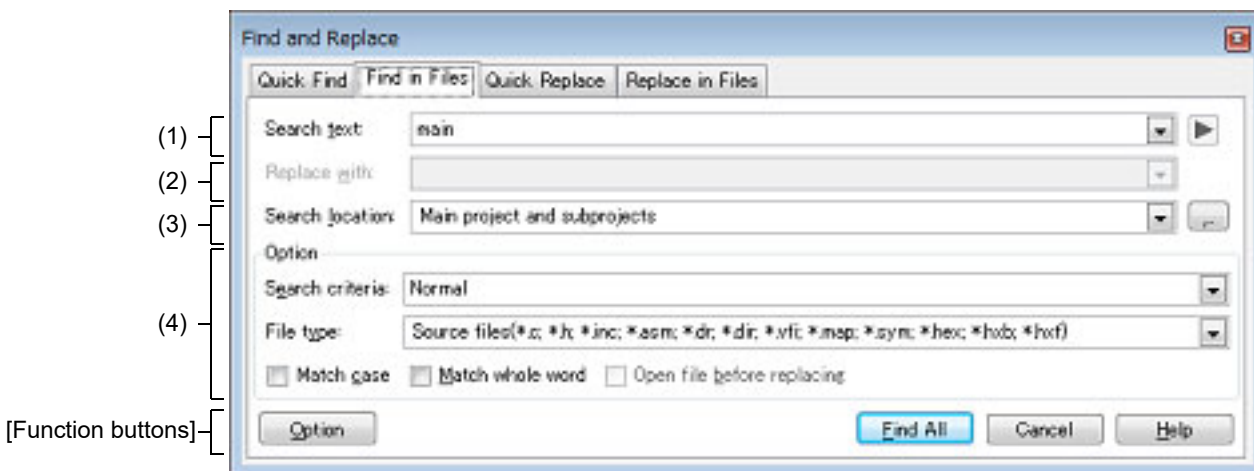 Find and Replace
Quick Find Find in Files Quick Replace Replace in Files
(1) Search text: main
(2) Replace with:
(3) Search location: Main project and subprojects
Option
Search criteria: Normal
(4) File type: Source files(*.c; *.h; *.inc; *.asm; *.dr; *.dir; *.vfi; *.map; *.sym; *.hex; *.hxb; *.hxf)
Match case Match whole word Open file before replacing
[Function buttons] Option Find All Cancel Help